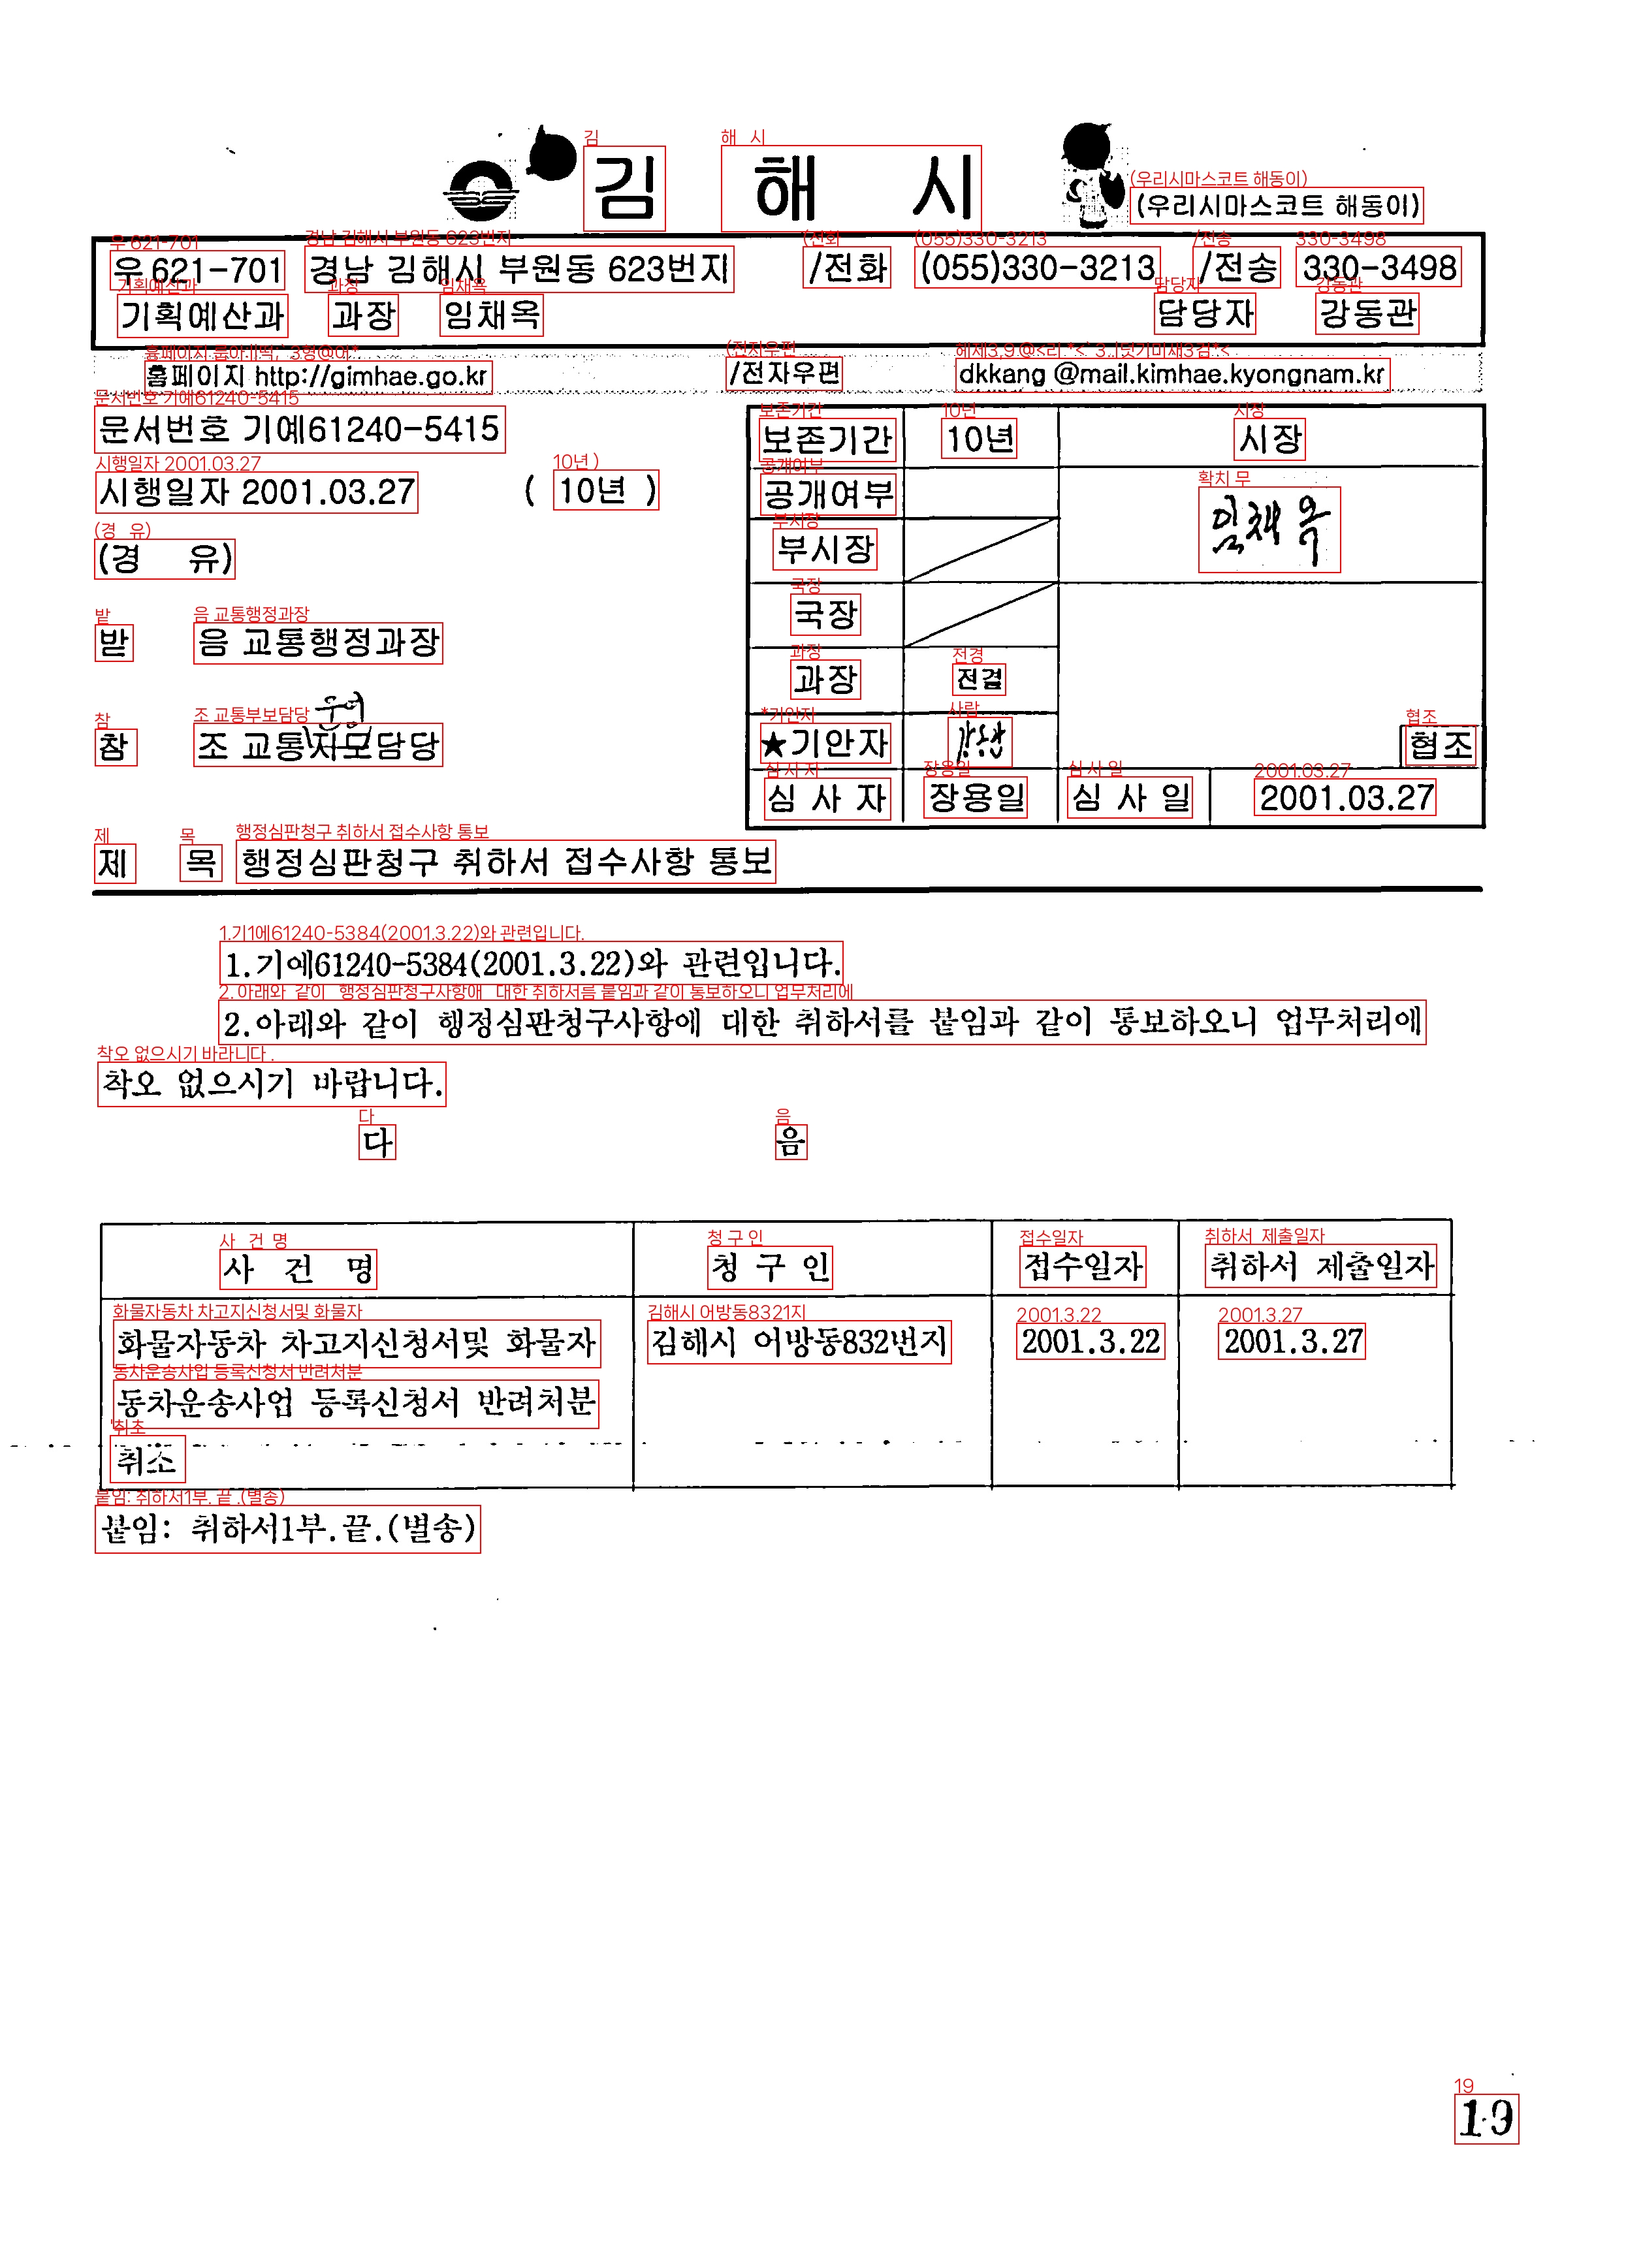 김 해 시 (우리시마스코트 해동이)
우 621-701 경남 김해시 부원동 623번지 /전화 (055)330-3213 /전송 330-3498
기획예산과 과장 임채옥 담당자 강동관
홈페이지 http://gimhae.go.kr /전자우편 dkkang @mail.kimhae.kyongnam.kr
문서번호 기예61240-5415
시행일자 2001.03.27 ( 10년 )
(경 유)
받 음 교통행정과장
참 조 교통지도담당
운영
보존기간 10년 시장
공개여부 임채옥
부시장
국장
과장 전결
★기안자 협조
심 사 자 장용일 심 사 일 2001.03.27
제 목 행정심판청구 취하서 접수사항 통보
1.기예61240-5384(2001.3.22)와 관련입니다.
2.아래와 같이 행정심판청구사항에 대한 취하서를 붙임과 같이 통보하오니 업무처리에
착오 없으시기 바랍니다.
다 음
사 건 명 청 구 인 접수일자 취하서 제출일자
화물자동차 차고지신청서및 화물자 김해시 어방동832번지 2001.3.22 2001.3.27
동차운송사업 등록신청서 반려처분
취소
붙임: 취하서1부.끝.(별송)
19